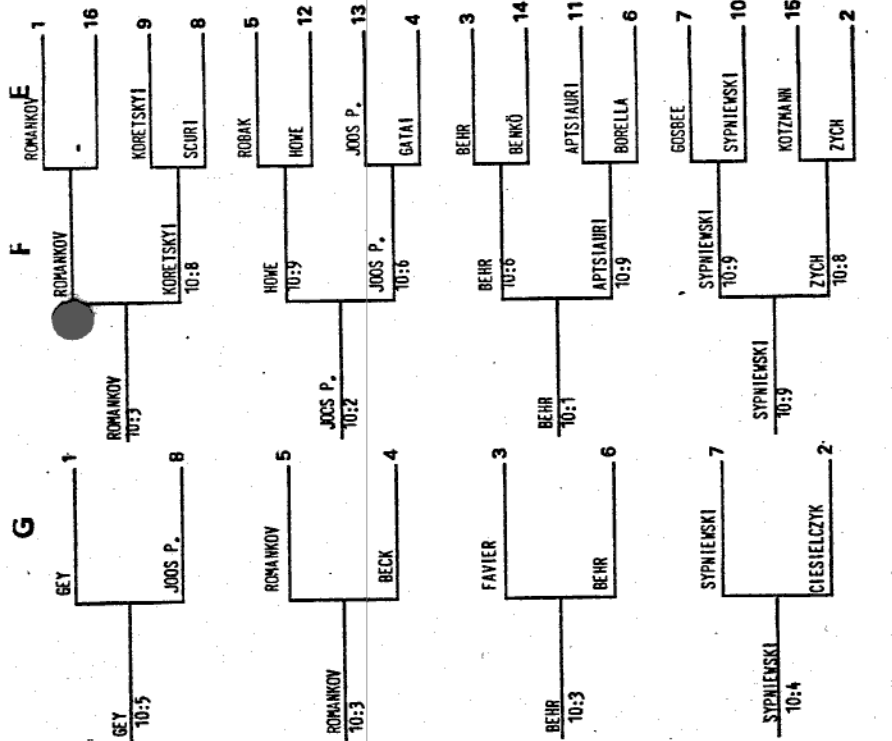 E
F
G
ROMANKOV 1
- 16
KORETSKYI 9
SCURI 8
ROBAK 5
HOWE 12
JOOS P. 13
GATAI 4
BEHR 3
BENKÖ 14
APTSIAURI 11
BORELLA 6
GOSBEE 7
SYPNIEWSKI 10
KOTZMANN 15
ZYCH 2
ROMANKOV
KORETSKYI
10:8
HOWE
10:9
JOOS P.
10:6
BEHR
10:6
APTSIAURI
10:9
SYPNIEWSKI
10:9
ZYCH
10:8
ROMANKOV
10:3
JOCS P.
10:2
BEHR
10:1
SYPNIEWSKI
10:9
GEY 1
JOOS P. 8
ROMANKOV 5
BECK 4
FAVIER 3
BEHR 6
SYPNIEWSKI 7
CIESIELCZYK 2
GEY
10:5
ROMANKOV
10:3
BEHR
10:3
SYPNIEWSKI
10:4